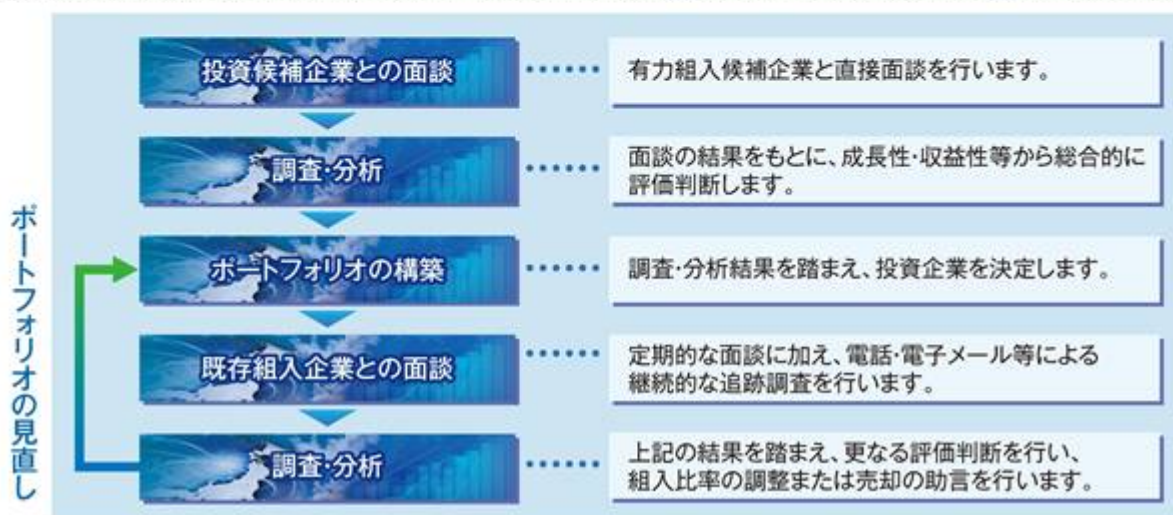 投資候補企業との面談
有力組入候補企業と直接面談を行います。
調査・分析
面談の結果をもとに、成長性・収益性等から総合的に
評価判断します。
ポートフォリオの構築
調査・分析結果を踏まえ、投資企業を決定します。
既存組入企業との面談
定期的な面談に加え、電話・電子メール等による
継続的な追跡調査を行います。
調査・分析
上記の結果を踏まえ、更なる評価判断を行い、
組入比率の調整または売却の助言を行います。
ポートフォリオの見直し